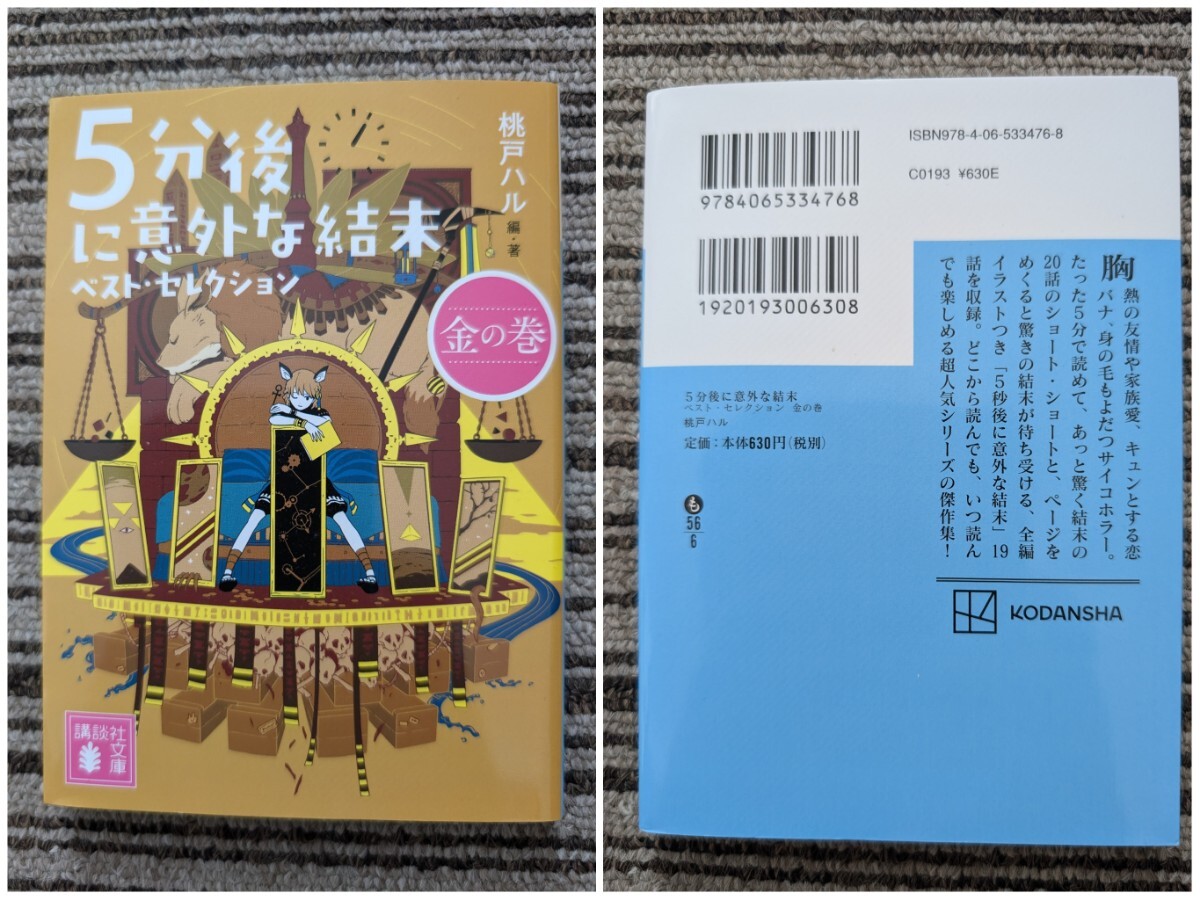 5分後
に意外な結末
ベスト・セレクション
桃戸ハル
編・著
金の巻
講談社
文庫
ISBN978-4-06-533476-8
C0193 ¥630E
9784065334768
1920193006308
5分後に意外な結末
ベスト・セレクション 金の巻
桃戸ハル
定価：本体630円(税別)
も
56
6
胸熱の友情や家族愛、キュンとする恋
バナ、身の毛もよだつサイコホラー。
たった5分で読めて、あっと驚く結末の
20話のショート・ショートと、ページを
めくると驚きの結末が待ち受ける、全編
イラストつき「5秒後に意外な結末」19
話を収録。どこから読んでも、いつ読ん
でも楽しめる超人気シリーズの傑作集！
KODANSHA